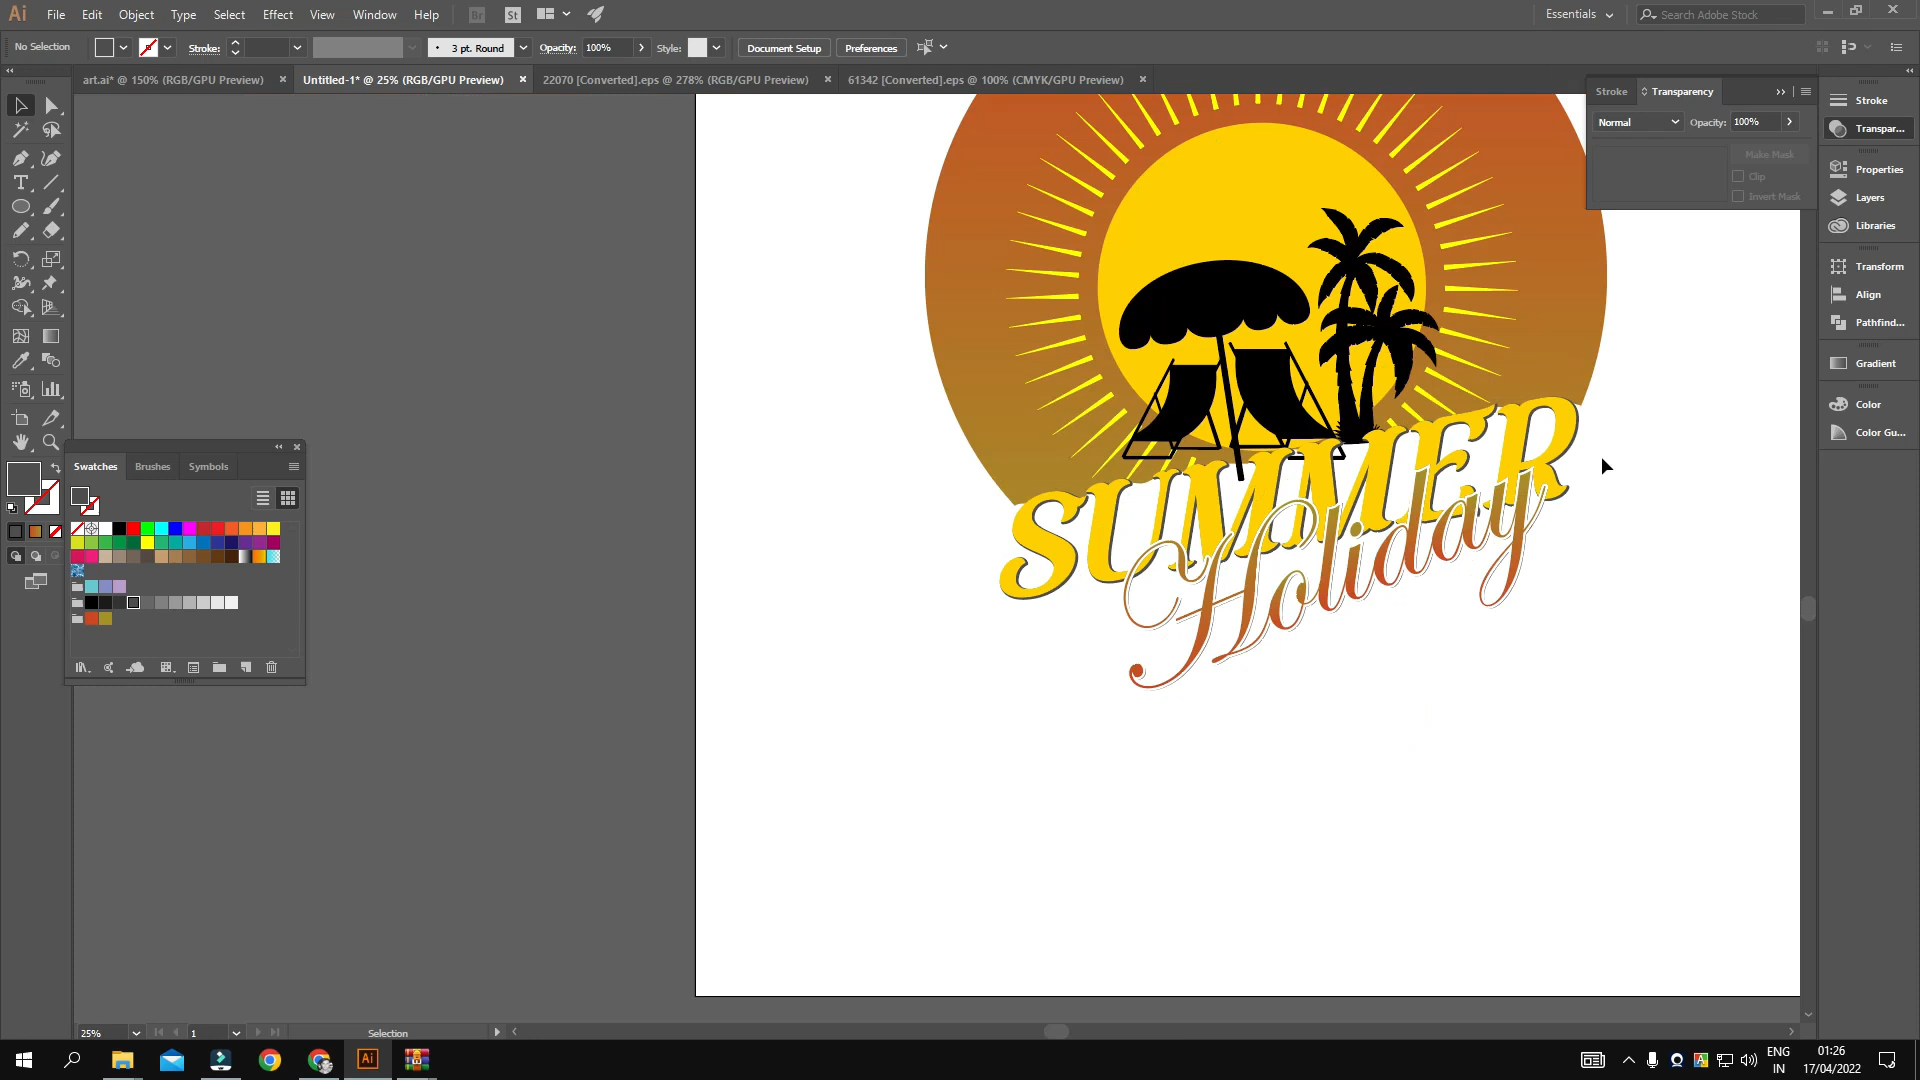 Ai File Edit Object Type Select Effect View Window Help Br St Essentials Search Adobe Stock
No Selection Stroke: 3 pt. Round Opacity: 100% Style: Document Setup Preferences
art.ai* @ 150% (RGB/GPU Preview) Untitled-1* @ 25% (RGB/GPU Preview) 22070 [Converted].eps @ 278% (RGB/GPU Preview) 61342 [Converted].eps @ 100% (CMYK/GPU Preview)
Stroke Transparency
Normal Opacity: 100%
Make Mask
Clip
Invert Mask
Stroke
Transpar...
Properties
Layers
Libraries
Transform
Align
Pathfind...
Gradient
Color
Color Gu...
Swatches Brushes Symbols
SUMMER
Holiday
25% 1 Selection
Ai ENG 01:26
IN 17/04/2022